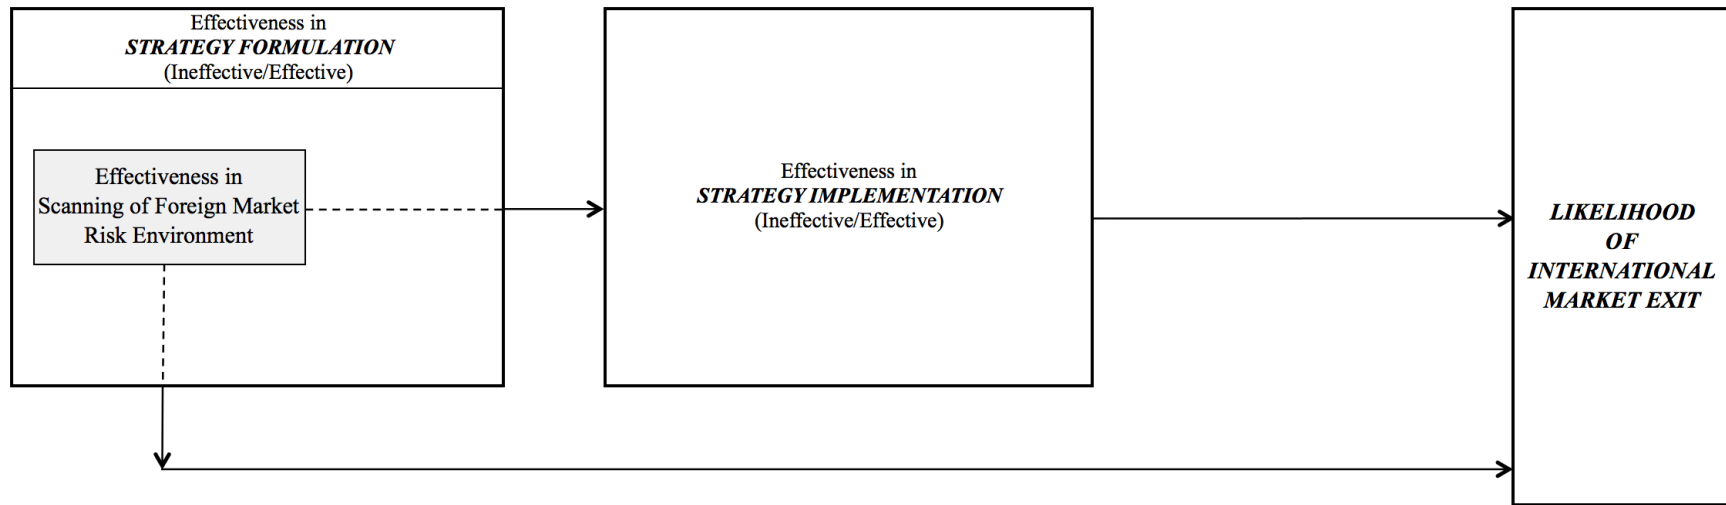 Effectiveness in
STRATEGY FORMULATION
(Ineffective/Effective)
Effectiveness in
Scanning of Foreign Market
Risk Environment
Effectiveness in
STRATEGY IMPLEMENTATION
(Ineffective/Effective)
LIKELIHOOD
OF
INTERNATIONAL
MARKET EXIT